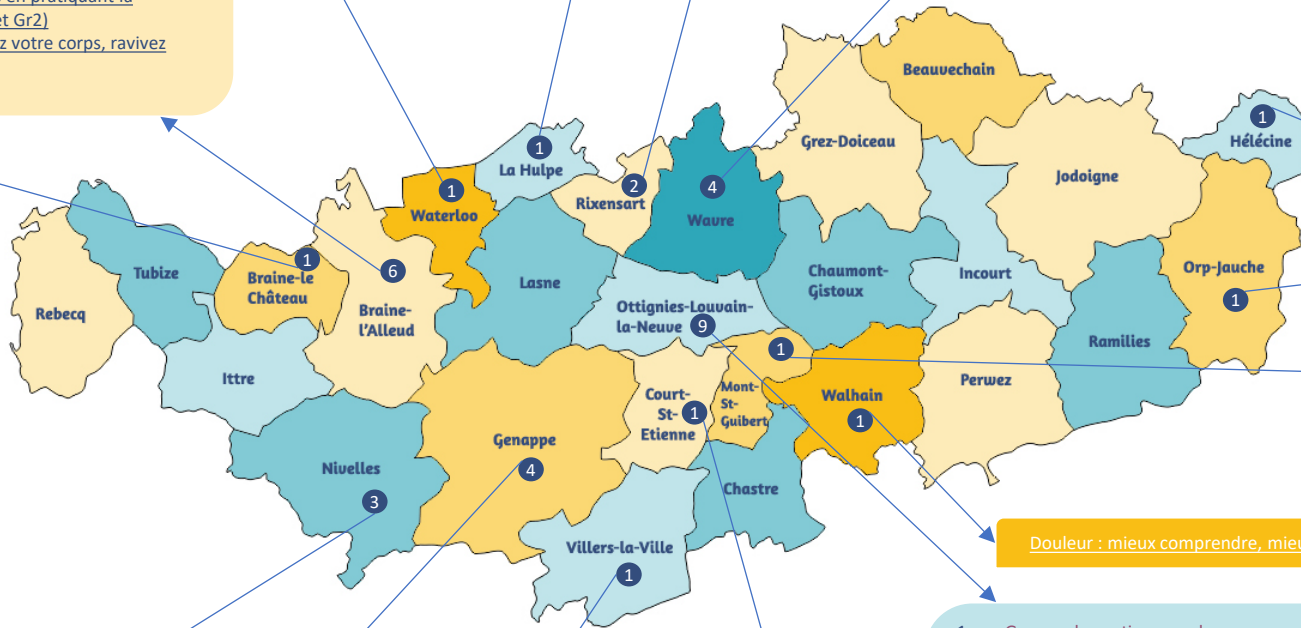 en pratiquant la
et Gr2)
votre corps, ravivez
Beauvechain
Grez-Doiceau
1
Hélécine
1
La Hulpe
Jodoigne
1
Waterloo
2
Rixensart
4
Wavre
Tubize
1
Braine-le
Château
6
Braine-
l'Alleud
Lasne
Chaumont-
Gistoux
Incourt
Orp-Jauche
1
Rebecq
Ottignies-Louvain-
la-Neuve 9
Ramilies
Ittre
1
Mont-
St-
Guibert
Court-
St-
Etienne
1
Walhain
1
Perwez
Genappe
4
Nivelles
3
Chastre
Villers-la-Ville
1
Douleur : mieux comprendre,